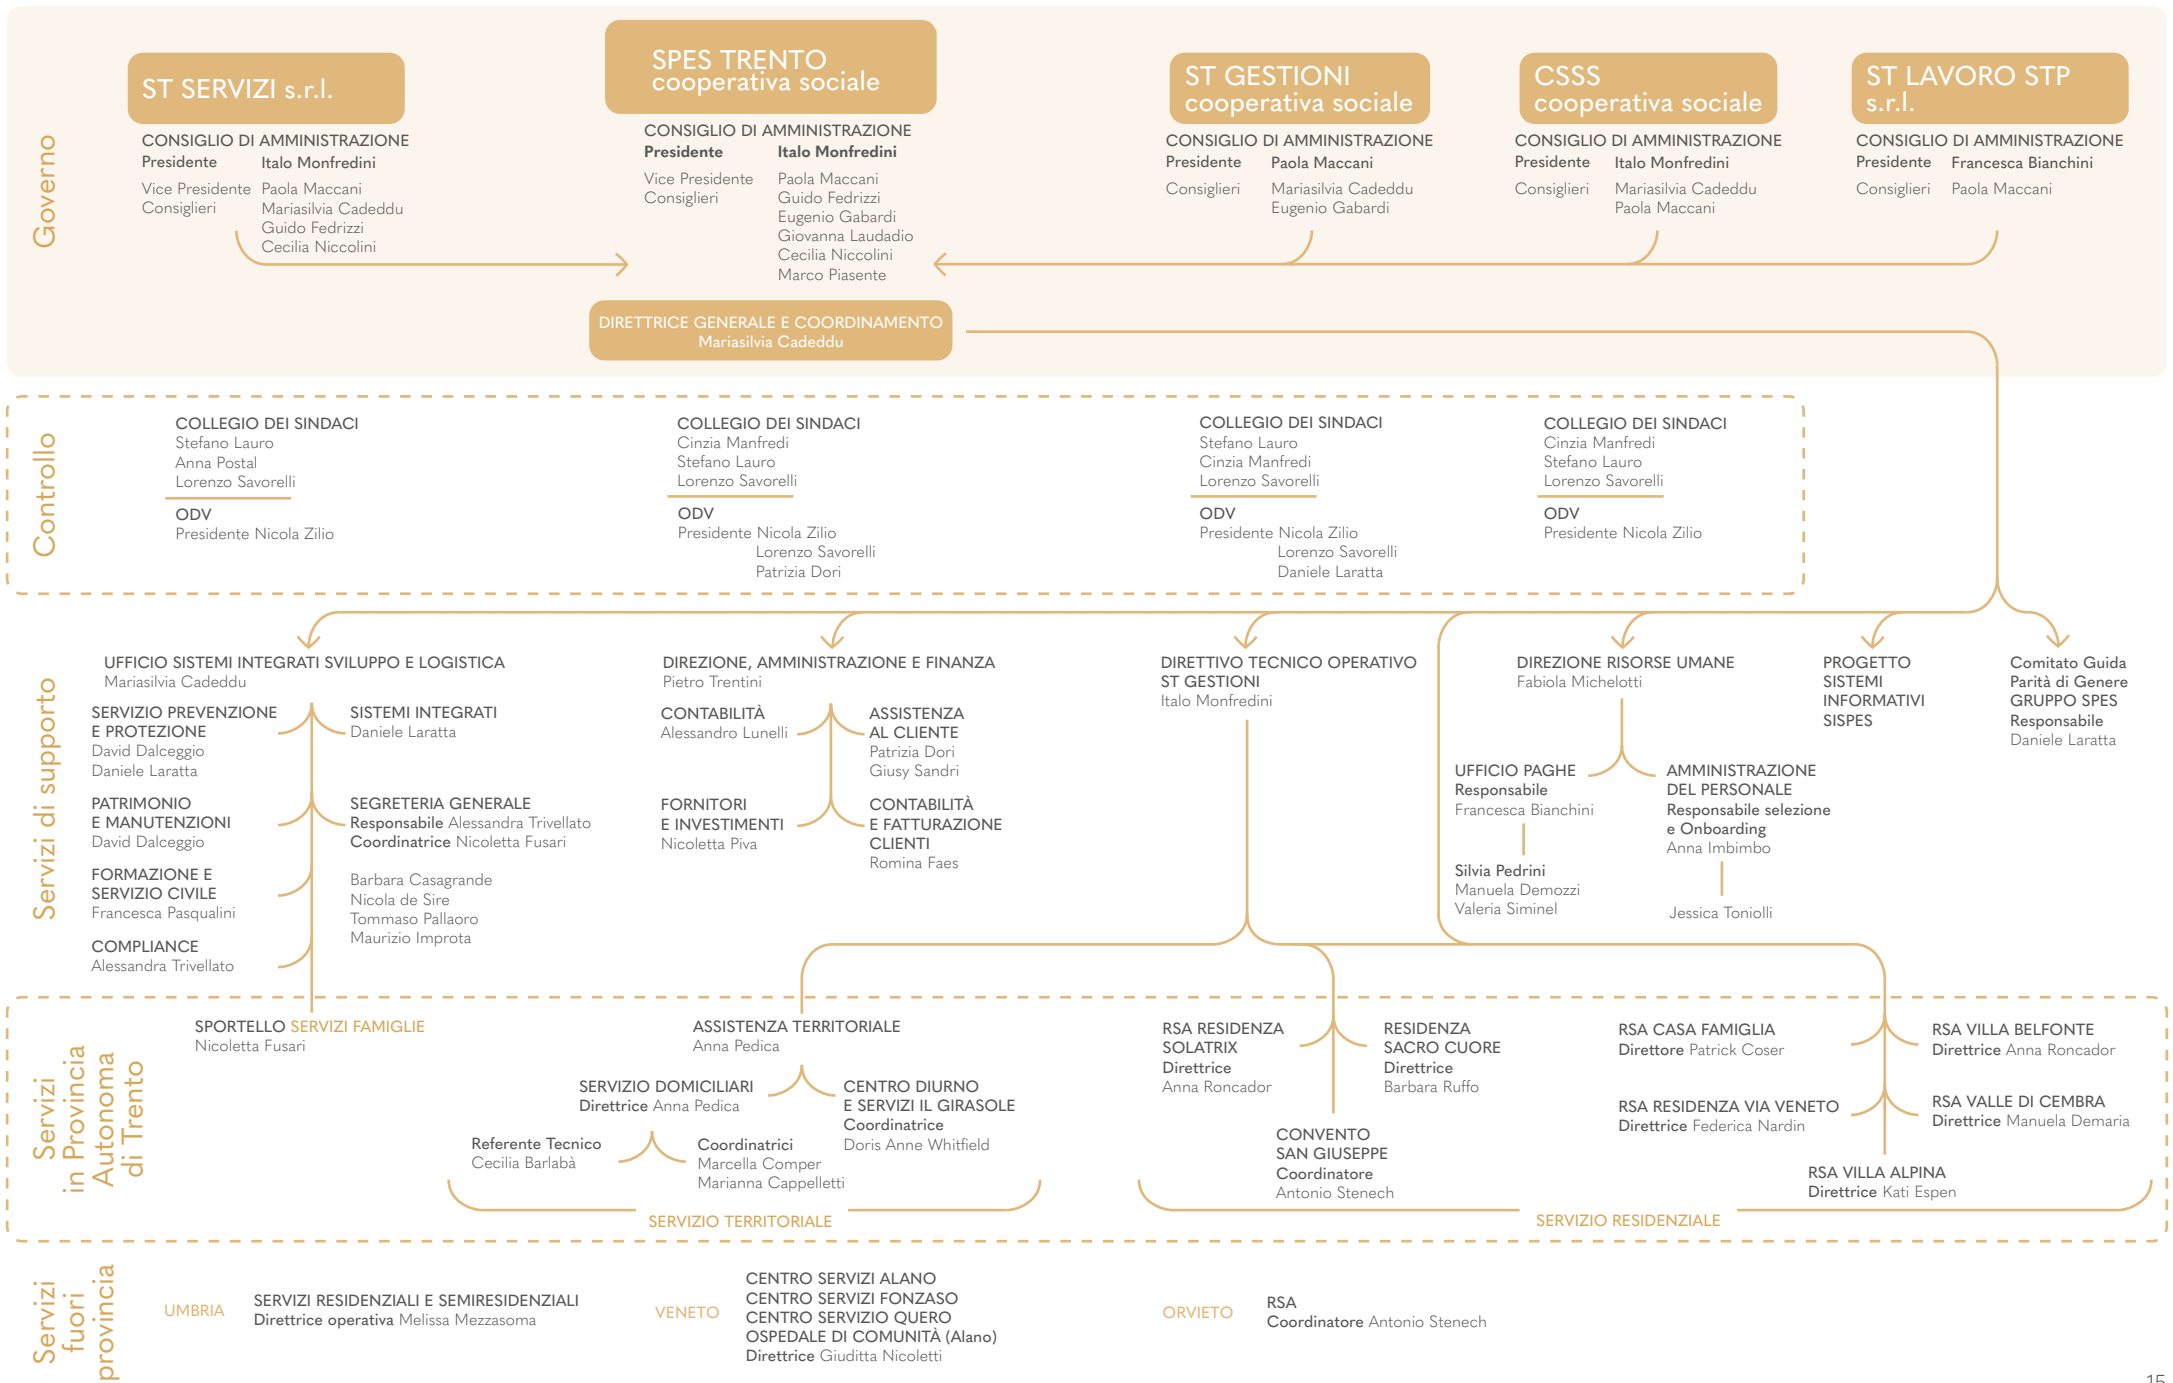 Governo
ST SERVIZI s.r.l.
CONSIGLIO DI AMMINISTRAZIONE
Presidente Italo Monfredini
Vice Presidente Paola Maccani
Consiglieri Mariasilvia Cadeddu
Guido Fedrizzi
Cecilia Niccolini
SPES TRENTO
cooperativa sociale
CONSIGLIO DI AMMINISTRAZIONE
Presidente Italo Monfredini
Vice Presidente Paola Maccani
Consiglieri Guido Fedrizzi
Eugenio Gabardi
Giovanna Laudadio
Cecilia Niccolini
Marco Piasente
ST GESTIONI
cooperativa sociale
CONSIGLIO DI AMMINISTRAZIONE
Presidente Paola Maccani
Consiglieri Mariasilvia Cadeddu
Eugenio Gabardi
CSSS
cooperativa sociale
CONSIGLIO DI AMMINISTRAZIONE
Presidente Italo Monfredini
Consiglieri Mariasilvia Cadeddu
Paola Maccani
ST LAVORO STP
s.r.l.
CONSIGLIO DI AMMINISTRAZIONE
Presidente Francesca Bianchini
Consiglieri Paola Maccani
DIRETTRICE GENERALE E COORDINAMENTO
Mariasilvia Cadeddu
Controllo
COLLEGIO DEI SINDACI
Stefano Lauro
Anna Postal
Lorenzo Savorelli
ODV
Presidente Nicola Zilio
COLLEGIO DEI SINDACI
Cinzia Manfredi
Stefano Lauro
Lorenzo Savorelli
ODV
Presidente Nicola Zilio
Lorenzo Savorelli
Patrizia Dori
COLLEGIO DEI SINDACI
Stefano Lauro
Cinzia Manfredi
Lorenzo Savorelli
ODV
Presidente Nicola Zilio
Lorenzo Savorelli
Daniele Laratta
COLLEGIO DEI SINDACI
Cinzia Manfredi
Stefano Lauro
Lorenzo Savorelli
ODV
Presidente Nicola Zilio
Servizi di supporto
UFFICIO SISTEMI INTEGRATI SVILUPPO E LOGISTICA
Mariasilvia Cadeddu
SERVIZIO PREVENZIONE
E PROTEZIONE
David Dalceggio
Daniele Laratta
SISTEMI INTEGRATI
Daniele Laratta
PATRIMONIO
E MANUTENZIONI
David Dalceggio
SEGRETERIA GENERALE
Responsabile Alessandra Trivellato
Coordinatrice Nicoletta Fusari
Barbara Casagrande
Nicola de Sire
Tommaso Pallaoro
Maurizio Improta
FORMAZIONE E
SERVIZIO CIVILE
Francesca Pasqualini
COMPLIANCE
Alessandra Trivellato
DIREZIONE, AMMINISTRAZIONE E FINANZA
Pietro Trentini
CONTABILITÀ
Alessandro Lunelli
ASSISTENZA
AL CLIENTE
Patrizia Dori
Giusy Sandri
FORNITORI
E INVESTIMENTI
Nicoletta Piva
CONTABILITÀ
E FATTURAZIONE
CLIENTI
Romina Faes
DIRETTIVO TECNICO OPERATIVO
ST GESTIONI
Italo Monfredini
DIREZIONE RISORSE UMANE
Fabiola Michelotti
UFFICIO PAGHE
Responsabile
Francesca Bianchini
Silvia Pedrini
Manuela Demozzi
Valeria Siminel
AMMINISTRAZIONE
DEL PERSONALE
Responsabile selezione
e Onboarding
Anna Imbimbo
Jessica Toniolli
PROGETTO
SISTEMI
INFORMATIVI
SISPES
Comitato Guida
Parità di Genere
GRUPPO SPES
Responsabile
Daniele Laratta
Servizi
in Provincia
Autonoma
di Trento
SPORTELLO SERVIZI FAMIGLIE
Nicoletta Fusari
ASSISTENZA TERRITORIALE
Anna Pedica
SERVIZIO DOMICILIARI
Direttrice Anna Pedica
CENTRO DIURNO
E SERVIZI IL GIRASOLE
Coordinatrice
Doris Anne Whitfield
Referente Tecnico
Cecilia Barlabà
Coordinatrici
Marcella Comper
Marianna Cappelletti
SERVIZIO TERRITORIALE
RSA RESIDENZA
SOLATRIX
Direttrice
Anna Roncador
RESIDENZA
SACRO CUORE
Direttrice
Barbara Ruffo
CONVENTO
SAN GIUSEPPE
Coordinatore
Antonio Stenech
RSA CASA FAMIGLIA
Direttore Patrick Coser
RSA VILLA BELFONTE
Direttrice Anna Roncador
RSA RESIDENZA VIA VENETO
Direttrice Federica Nardin
RSA VALLE DI CEMBRA
Direttrice Manuela Demaria
RSA VILLA ALPINA
Direttrice Kati Espen
SERVIZIO RESIDENZIALE
Servizi
fuori
provincia
UMBRIA
SERVIZI RESIDENZIALI E SEMIRESIDENZIALI
Direttrice operativa Melissa Mezzasoma
VENETO
CENTRO SERVIZI ALANO
CENTRO SERVIZI FONZASO
CENTRO SERVIZIO QUERO
OSPEDALE DI COMUNITÀ (Alano)
Direttrice Giuditta Nicoletti
ORVIETO
RSA
Coordinatore Antonio Stenech
15